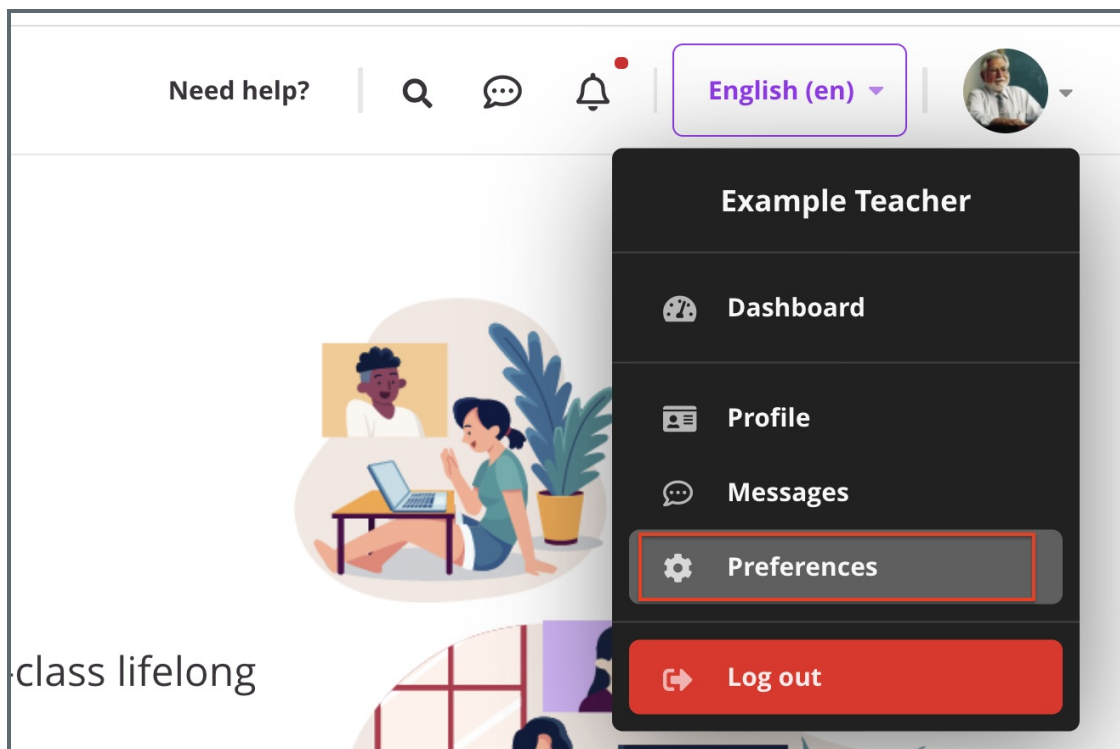 Need help?
English (en)
Example Teacher
Dashboard
Profile
Messages
Preferences
Log out
-class lifelong